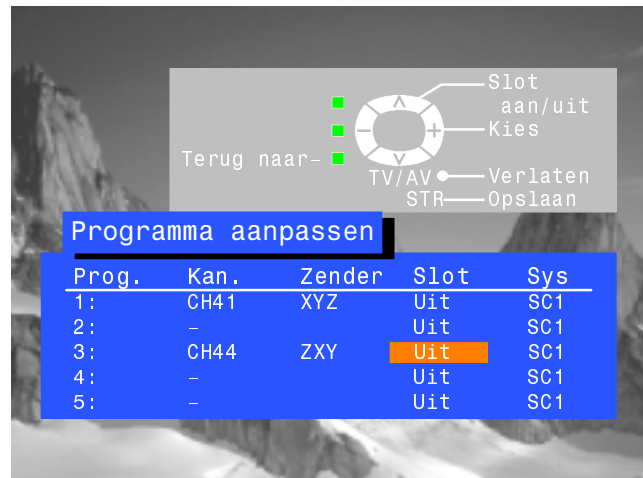 Slot
aan/uit
Kies
Terug naar
TV/AV Verlaten
STR Opslaan
Programma aanpassen
Prog. Kan. Zender Slot Sys
1: CH41 XYZ Uit SC1
2: – Uit SC1
3: CH44 ZXY Uit SC1
4: – Uit SC1
5: – Uit SC1